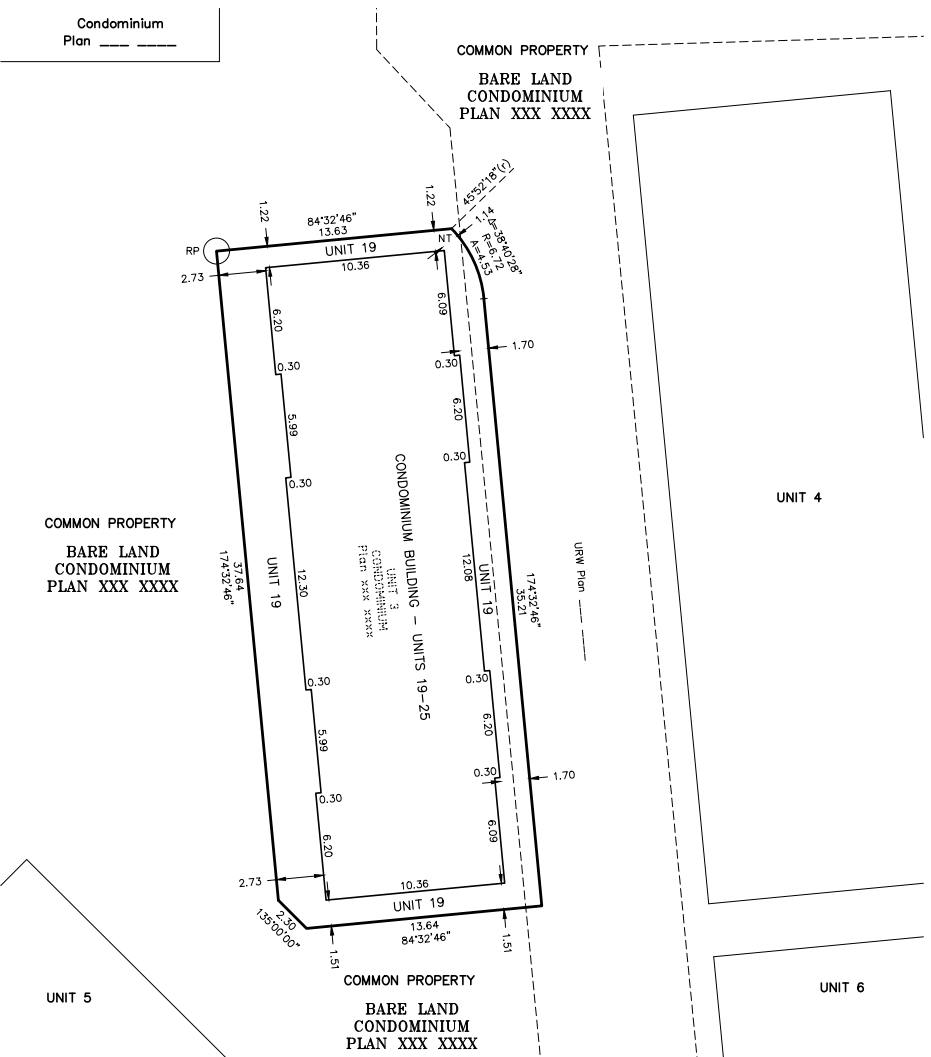 Condominium
Plan ___ ____
COMMON PROPERTY
BARE LAND
CONDOMINIUM
PLAN XXX XXXX
45°52'18"(r)
1.22
84°32'46"
13.63
1.22
1.14
Δ=38°40'28"
R=6.72
A=4.53
RP
UNIT 19
NT
10.36
2.73
6.20
6.09
0.30
0.30
1.70
5.99
6.20
0.30
0.30
CONDOMINIUM BUILDING – UNITS 19–25
UNIT 3
CONDOMINIUM
Plan xxx xxxx
UNIT 4
COMMON PROPERTY
BARE LAND
CONDOMINIUM
PLAN XXX XXXX
37.64
174°32'46"
UNIT 19
12.30
12.08
UNIT 19
174°32'46"
35.21
URW Plan ___ ____
0.30
0.30
5.99
6.20
0.30
0.30
1.70
6.20
6.09
2.73
10.36
UNIT 19
2.30
135°00'00"
13.64
84°32'46"
1.51
1.51
COMMON PROPERTY
BARE LAND
CONDOMINIUM
PLAN XXX XXXX
UNIT 5
UNIT 6